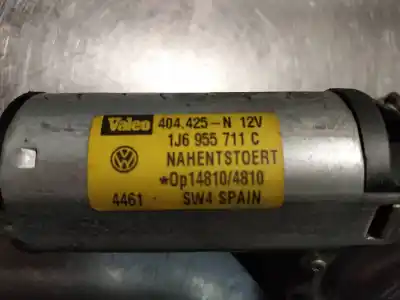 Valeo 404.425-N 12V
1J6 955 711 C
NAHENTSTOERT
*Op14810/4810
4461 SW4 SPAIN